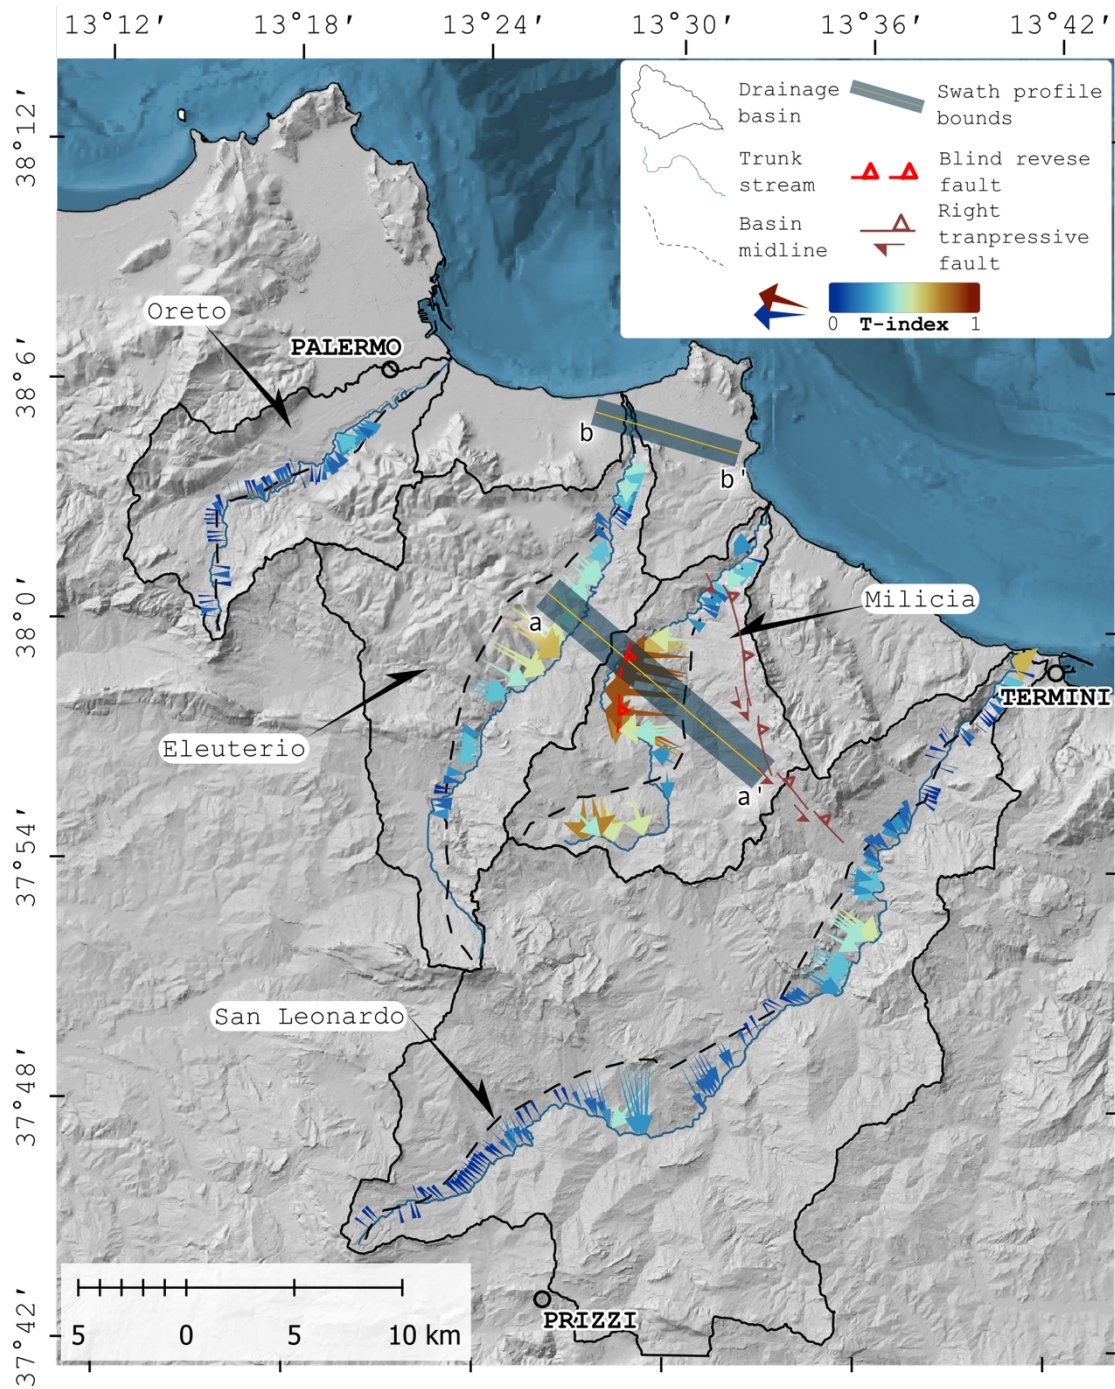 13°12′ 13°18′ 13°24′ 13°30′ 13°36′ 13°42′
38°12′
38°6′
38°0′
37°54′
37°48′
37°42′
Drainage
basin
Swath profile
bounds
Trunk
stream
Blind revese
fault
Basin
midline
Right
tranpressive
fault
0 T-index 1
Oreto
PALERMO
b
b'
Milicia
a
TERMINI
Eleuterio
a'
San Leonardo
PRIZZI
5 0 5 10 km